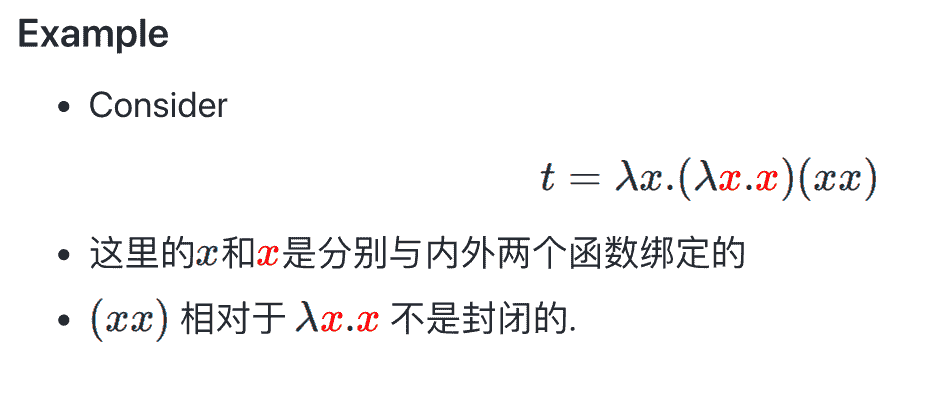 Example
• Consider
t = λx.(λx.x)(xx)
• 这里的x和x是分别与内外两个函数绑定的
• (xx) 相对于 λx.x 不是封闭的.